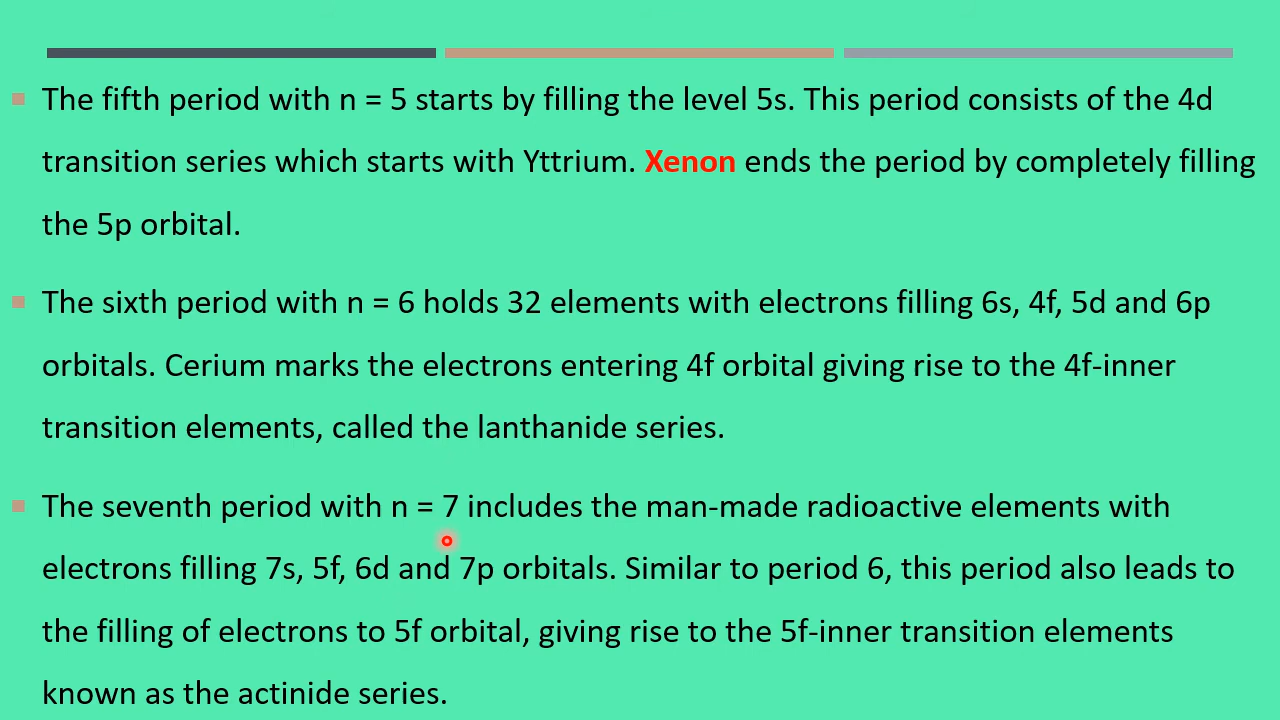 The fifth period with n = 5 starts by filling the level 5s. This period consists of the 4d
transition series which starts with Yttrium. Xenon ends the period by completely filling
the 5p orbital.
The sixth period with n = 6 holds 32 elements with electrons filling 6s, 4f, 5d and 6p
orbitals. Cerium marks the electrons entering 4f orbital giving rise to the 4f-inner
transition elements, called the lanthanide series.
The seventh period with n = 7 includes the man-made radioactive elements with
electrons filling 7s, 5f, 6d and 7p orbitals. Similar to period 6, this period also leads to
the filling of electrons to 5f orbital, giving rise to the 5f-inner transition elements
known as the actinide series.